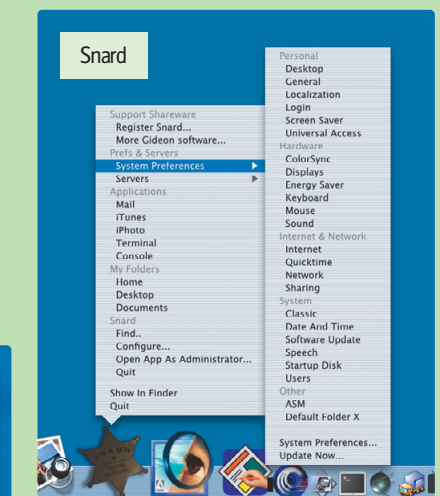 Snard
Support Shareware
Register Snard...
More Gideon software...
Prefs & Servers
System Preferences
Servers
Applications
Mail
iTunes
iPhoto
Terminal
Console
My Folders
Home
Desktop
Documents
Snard
Find..
Configure...
Open App As Administrator...
Quit
Show In Finder
Quit
Personal
Desktop
General
Localization
Login
Screen Saver
Universal Access
Hardware
ColorSync
Displays
Energy Saver
Keyboard
Mouse
Sound
Internet & Network
Internet
Quicktime
Network
Sharing
System
Classic
Date And Time
Software Update
Speech
Startup Disk
Users
Other
ASM
Default Folder X
System Preferences...
Update Now...
SNARD